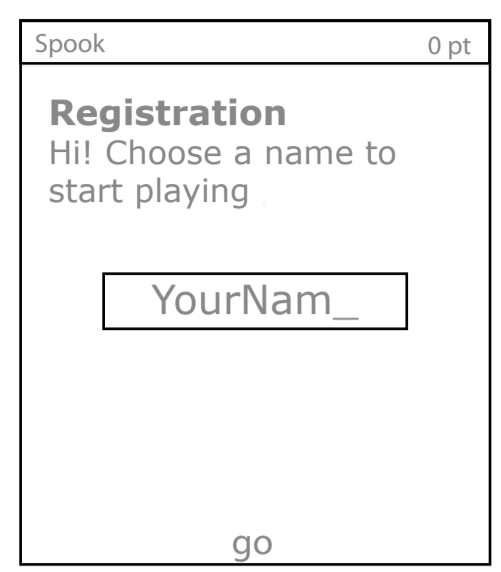 Spook 0 pt
Registration
Hi! Choose a name to
start playing
YourNam_
go